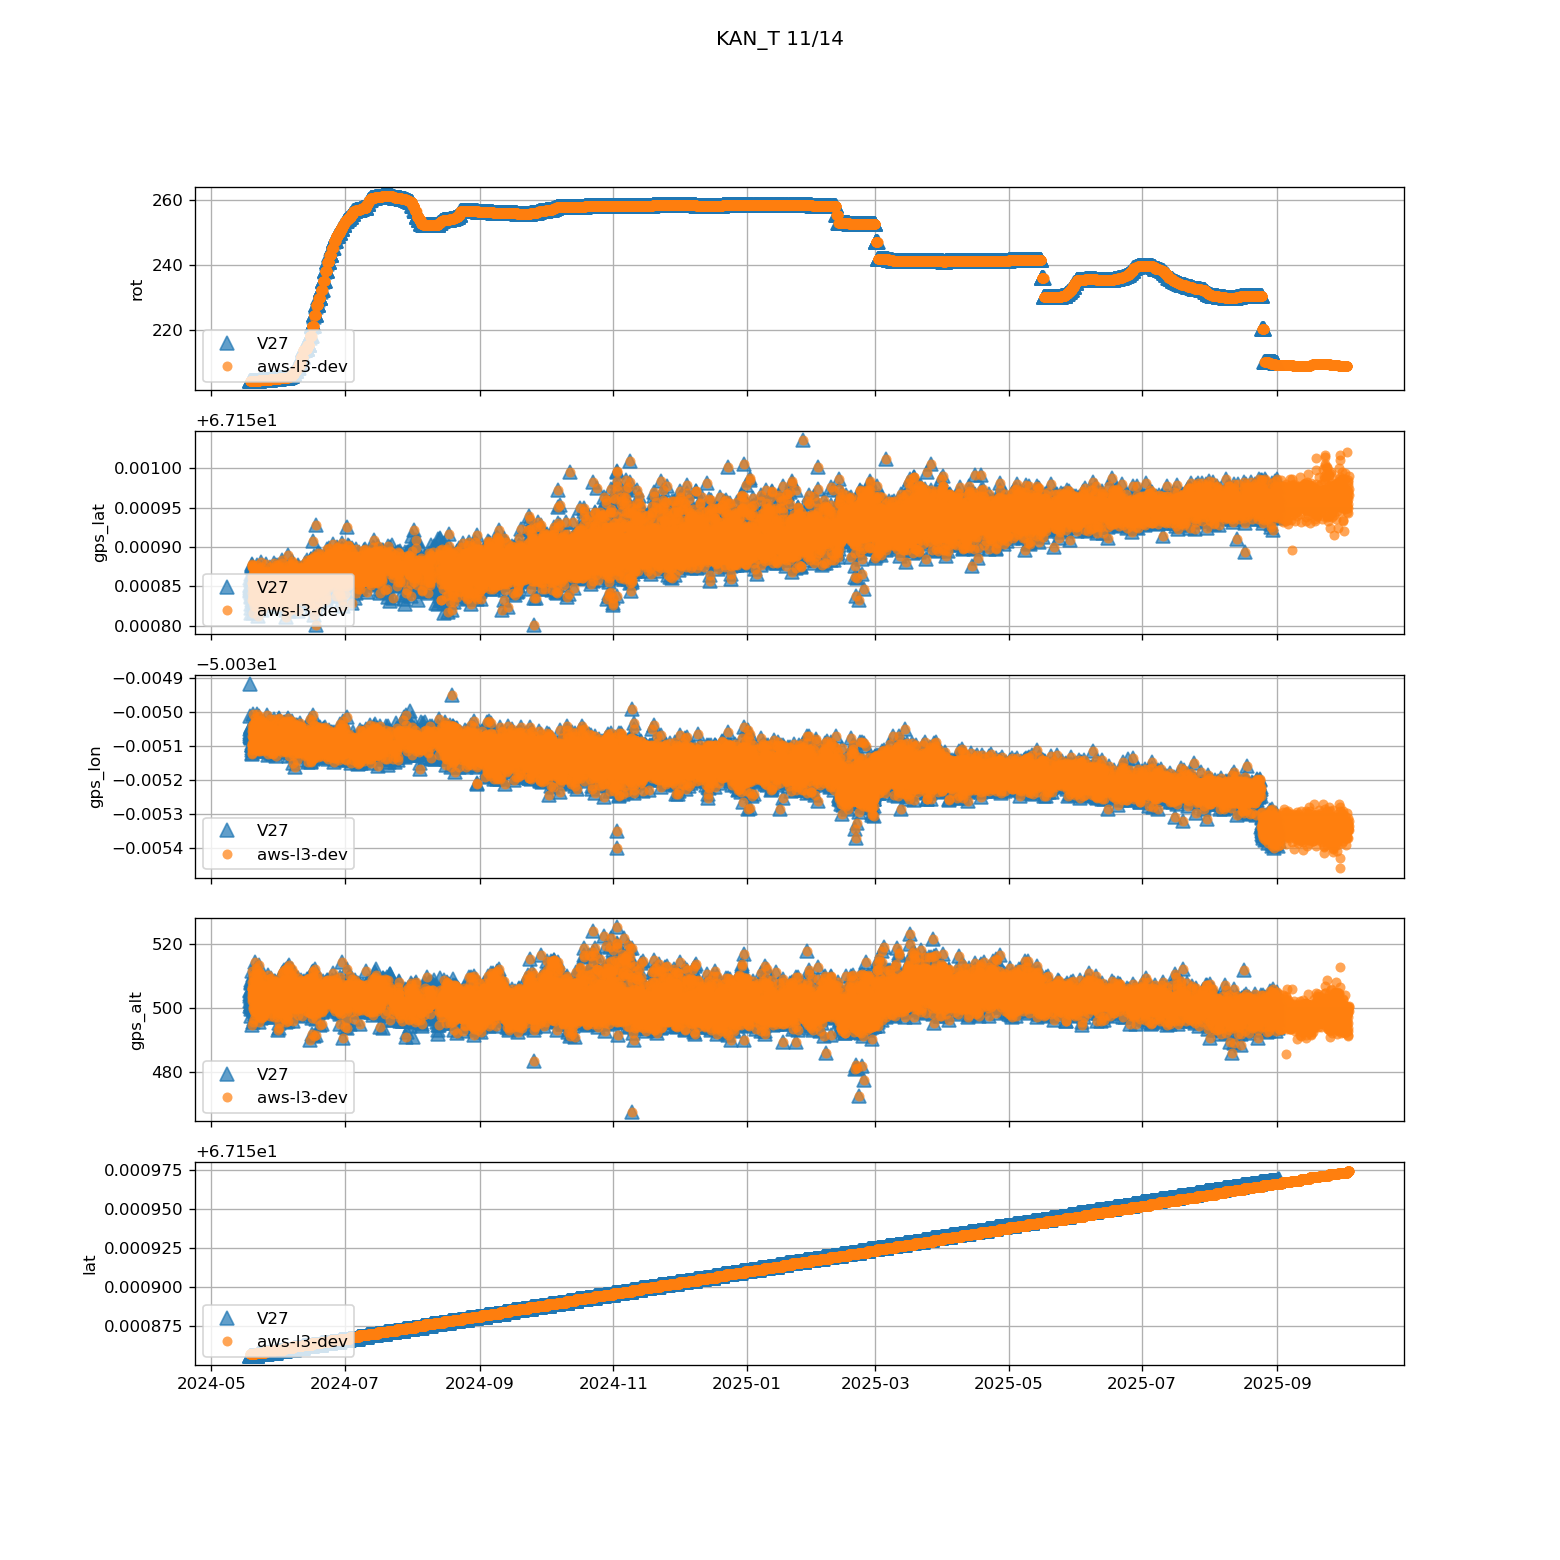 KAN_T 11/14
260
240
220
rot
V27
aws-l3-dev
+6.715e1
0.00100
0.00095
0.00090
0.00085
0.00080
gps_lat
V27
aws-l3-dev
−5.003e1
−0.0049
−0.0050
−0.0051
−0.0052
−0.0053
−0.0054
gps_lon
V27
aws-l3-dev
520
500
480
gps_alt
V27
aws-l3-dev
+6.715e1
0.000975
0.000950
0.000925
0.000900
0.000875
lat
V27
aws-l3-dev
2024-05 2024-07 2024-09 2024-11 2025-01 2025-03 2025-05 2025-07 2025-09